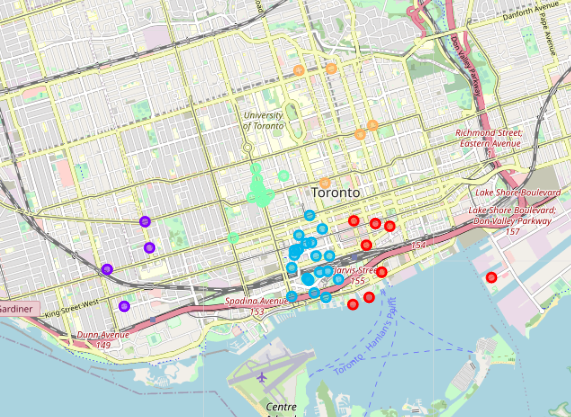 Danforth Avenue
Pape Avenue
Don Valley Parkway
University
of Toronto
Richmond Street;
Eastern Avenue
Toronto
Lake Shore Boulevard
Lake Shore Boulevard;
Don Valley Parkway
157
154
Jarvis Street
155
King Street West
Gardiner
Spadina Avenue
153
Dunn Avenue
149
Toronto - Hanlan's Point
Centre